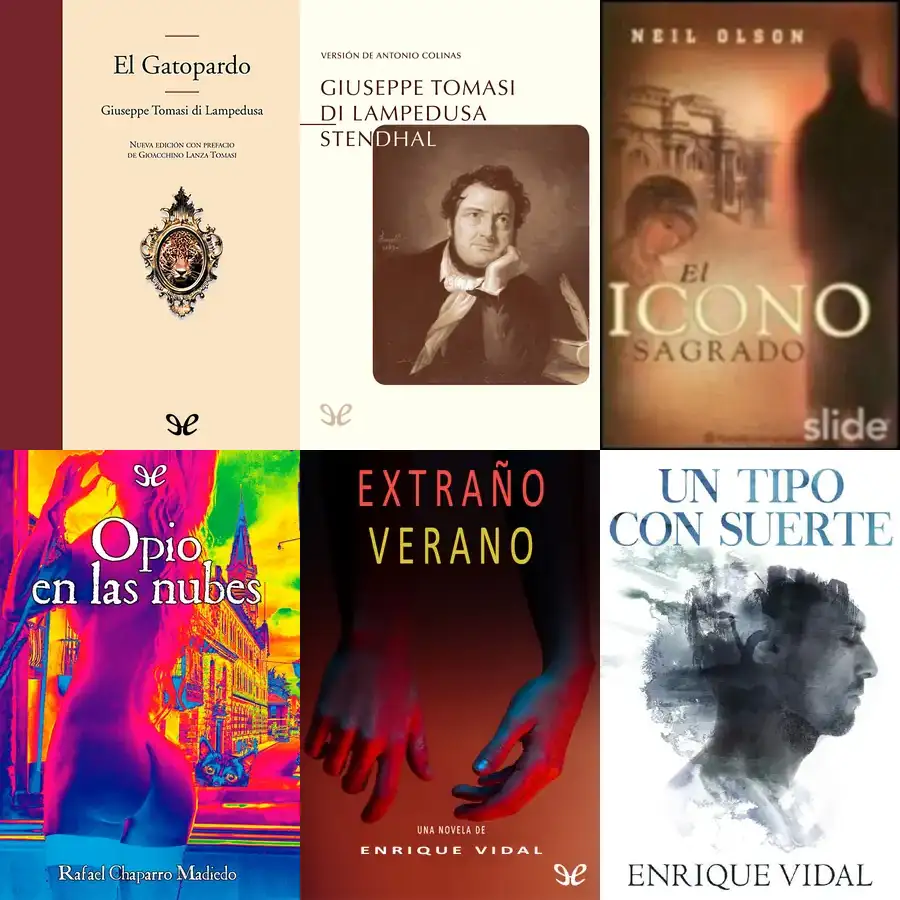 El Gatopardo
Giuseppe Tomasi di Lampedusa
Nueva edición con prefacio
de Gioacchino Lanza Tomasi
VERSIÓN DE ANTONIO COLINAS
GIUSEPPE TOMASI
DI LAMPEDUSA
STENDHAL
NEIL OLSON
El
ICONO
SAGRADO
slide
Opio
en las nubes
Rafael Chaparro Madiedo
EXTRAÑO
VERANO
UNA NOVELA DE
ENRIQUE VIDAL
UN TIPO
CON SUERTE
ENRIQUE VIDAL